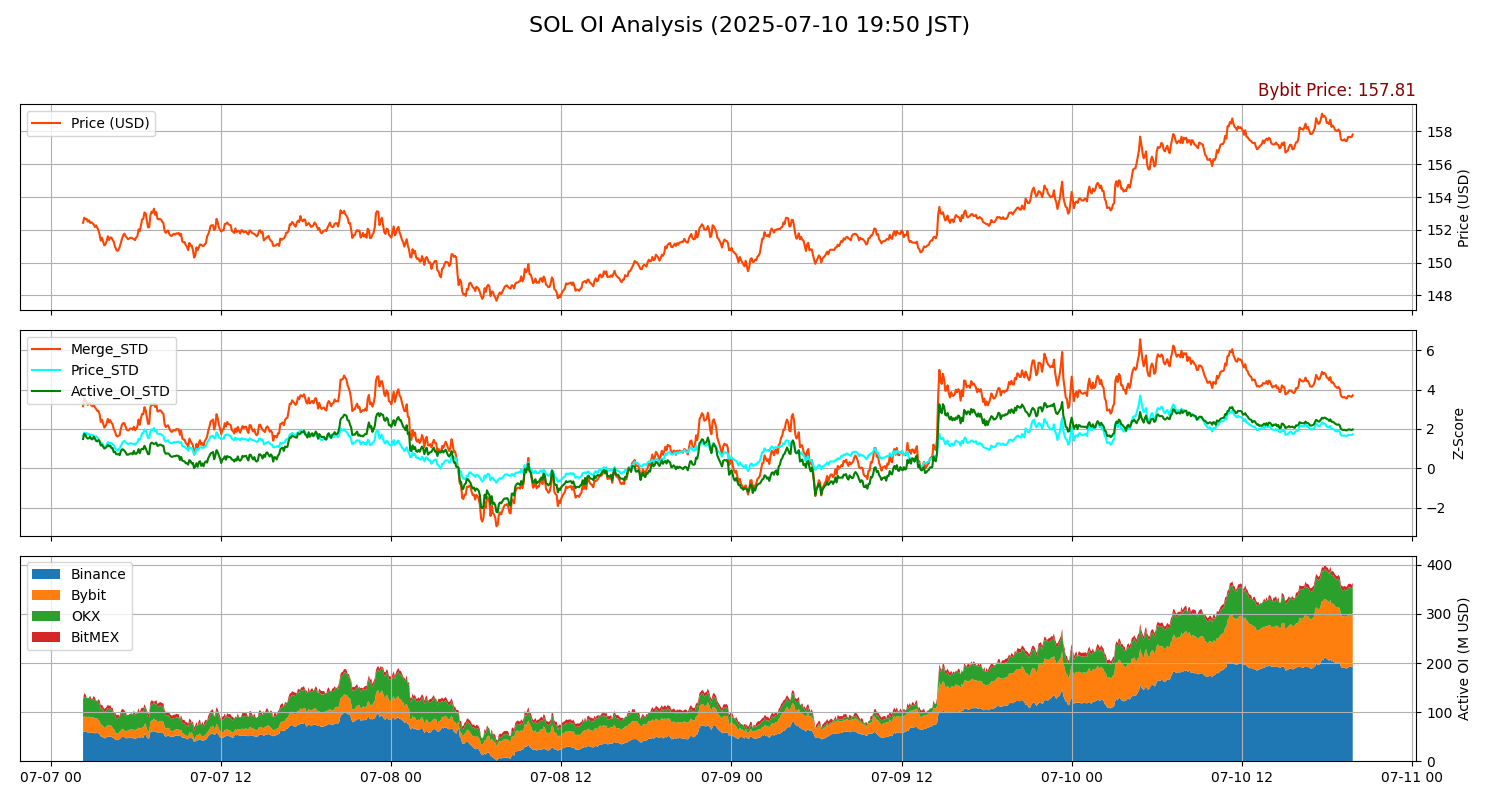 SOL OI Analysis (2025-07-10 19:50 JST)
Bybit Price: 157.81
Price (USD)
158
156
154
152
150
148
Price (USD)
Merge_STD
Price_STD
Active_OI_STD
6
4
2
0
−2
Z-Score
Binance
Bybit
OKX
BitMEX
400
300
200
100
0
Active OI (M USD)
07-07 00 07-07 12 07-08 00 07-08 12 07-09 00 07-09 12 07-10 00 07-10 12 07-11 00